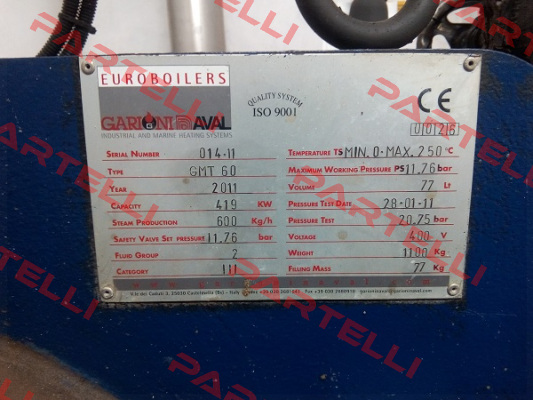 EUROBOILERS
GARIONI NAVAL
INDUSTRIAL AND MARINE HEATING SYSTEMS
QUALITY SYSTEM
ISO 9001
CE
0026
SERIAL NUMBER 014-11
TYPE GMT 60
YEAR 2011
CAPACITY 419 KW
STEAM PRODUCTION 600 Kg/h
SAFETY VALVE SET PRESSURE 11.76 bar
FLUID GROUP 2
CATEGORY III
TEMPERATURE TS MIN. 0-MAX. 250 °C
MAXIMUM WORKING PRESSURE PS 11.76 bar
VOLUME 77 LT
PRESSURE TEST DATE 28-01-11
PRESSURE TEST 20.75 bar
VOLTAGE 400 V
WEIGHT 1100 Kg
FILLING MASS 77 Kg
PARTELLI